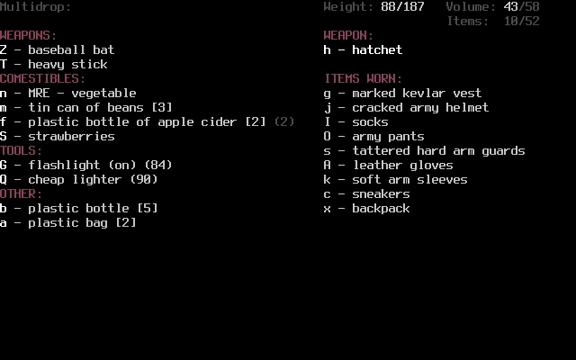 Multidrop: Weight: 88/187 Volume: 43/58
Items: 10/52
WEAPONS: WEAPON:
Z - baseball bat h - hatchet
T - heavy stick
COMESTIBLES: ITEMS WORN:
n - MRE - vegetable g - marked kevlar vest
m - tin can of beans [3] j - cracked army helmet
f - plastic bottle of apple cider [2] (2) I - socks
S - strawberries O - army pants
TOOLS: s - tattered hard arm guards
G - flashlight (on) (84) A - leather gloves
Q - cheap lighter (90) k - soft arm sleeves
OTHER: c - sneakers
b - plastic bottle [5] x - backpack
a - plastic bag [2]